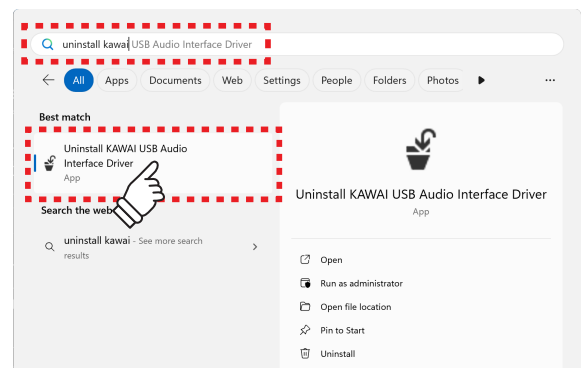 uninstall kawai USB Audio Interface Driver
All Apps Documents Web Settings People Folders Photos ...
Best match
Uninstall KAWAI USB Audio
Interface Driver
App
Search the web
uninstall kawai - See more search
results
Uninstall KAWAI USB Audio Interface Driver
App
Open
Run as administrator
Open file location
Pin to Start
Uninstall